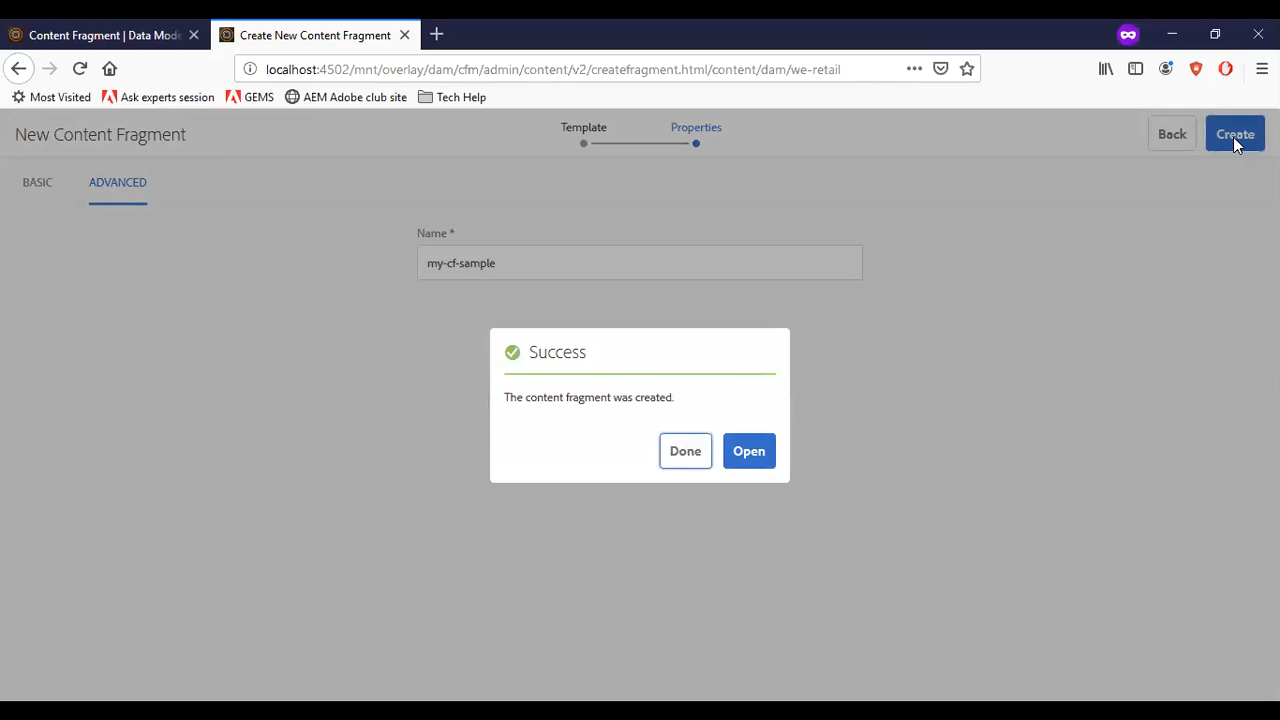 Content Fragment | Data Mode
Create New Content Fragment
localhost:4502/mnt/overlay/dam/cfm/admin/content/v2/createfragment.html/content/dam/we-retail
Most Visited
Ask experts session
GEMS
AEM Adobe club site
Tech Help
New Content Fragment
Template
Properties
Back
Create
BASIC
ADVANCED
Name *
my-cf-sample
Success
The content fragment was created.
Done
Open